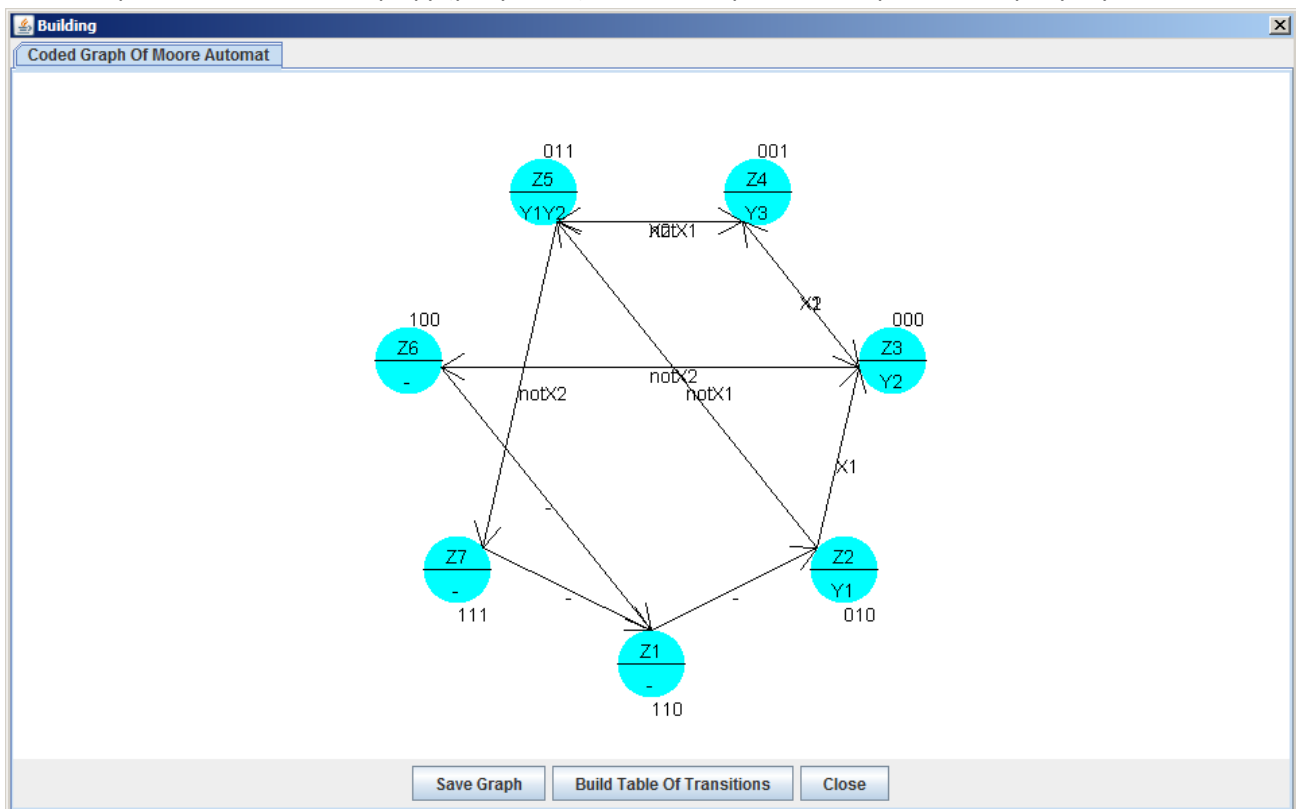 Building
Coded Graph Of Moore Automat
011
001
Z5
Z4
Y1Y2
Y3
notX1
100
000
Z6
Z3
-
Y2
notX2
notX2
notX1
X1
-
Z7
Z2
-
Y1
-
-
111
010
Z1
-
110
Save Graph
Build Table Of Transitions
Close